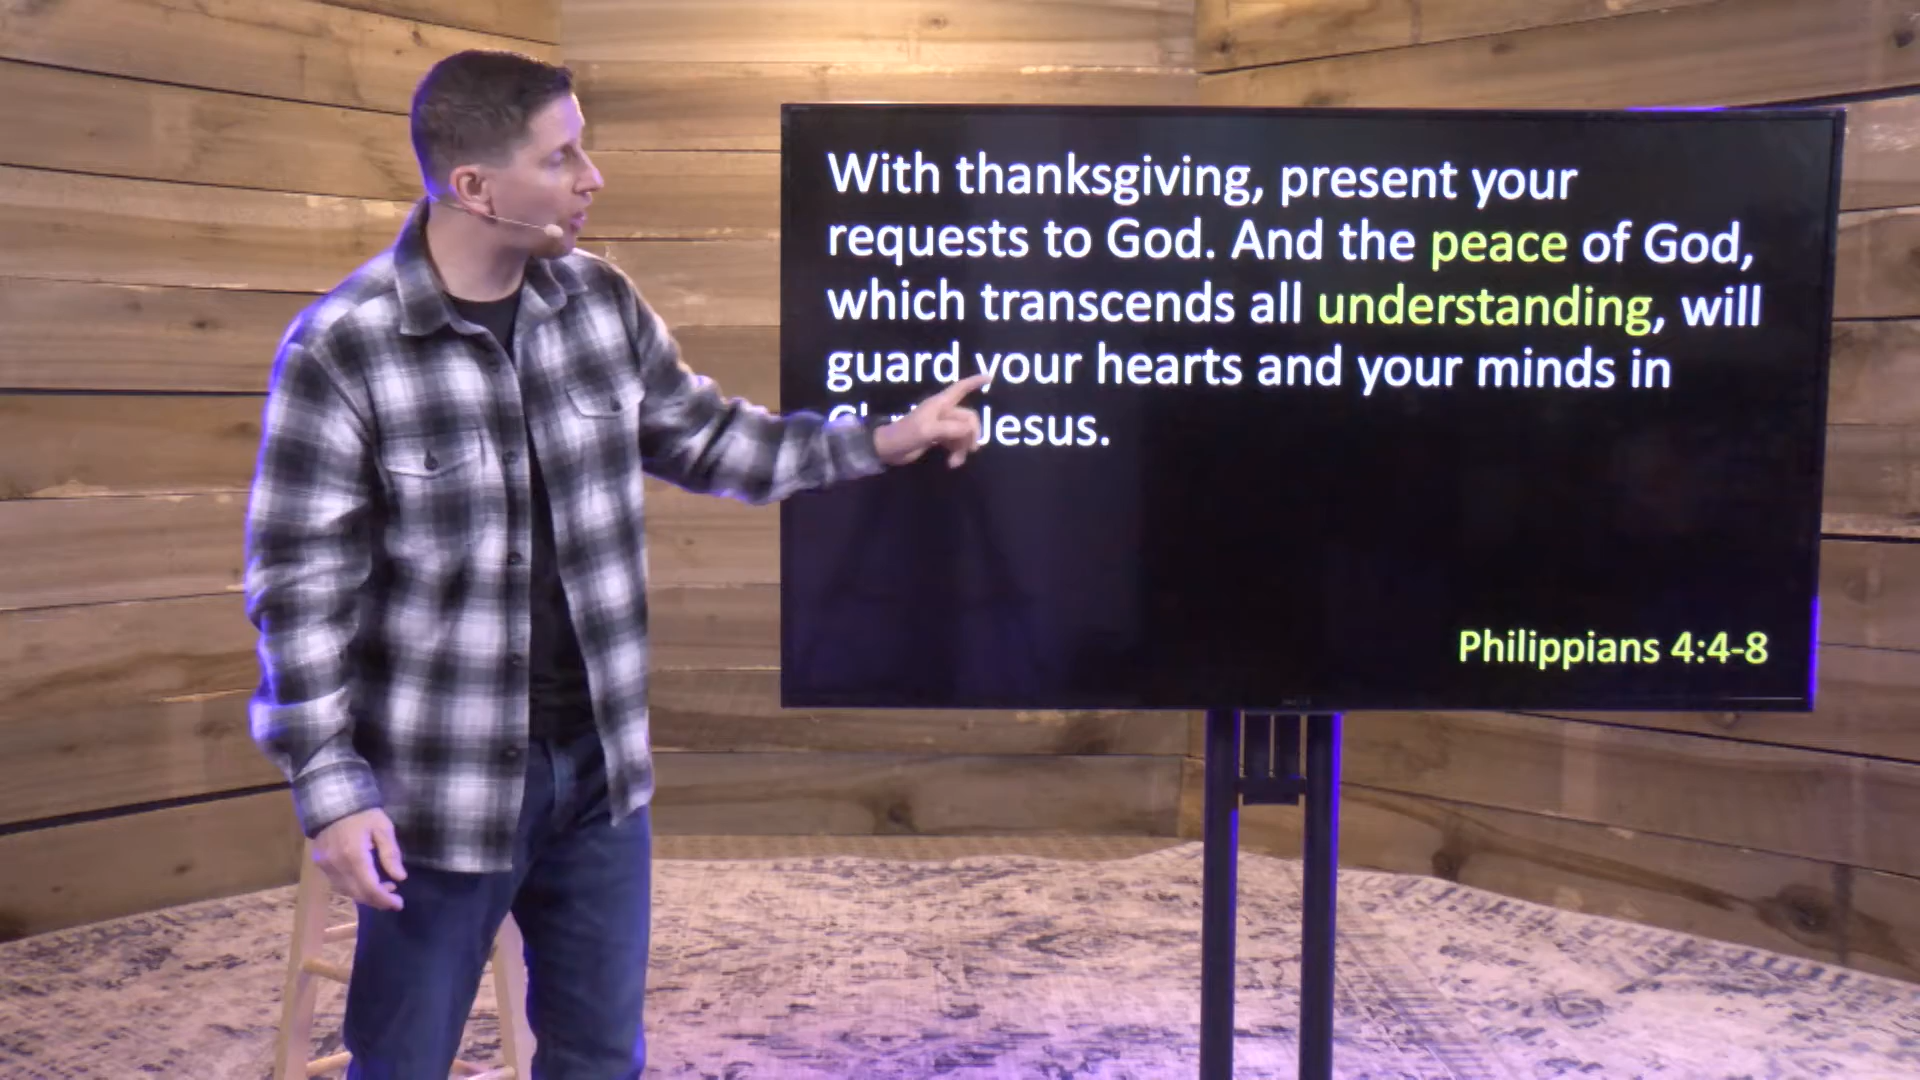 With thanksgiving, present your
requests to God. And the peace of God,
which transcends all understanding, will
guard your hearts and your minds in
Jesus.
Philippians 4:4-8